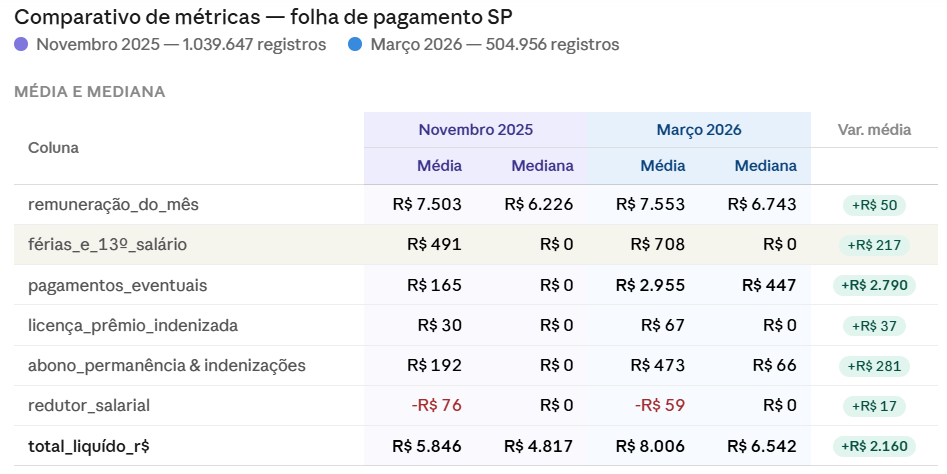 Comparativo de métricas — folha de pagamento SP
Novembro 2025 — 1.039.647 registros Março 2026 — 504.956 registros
MÉDIA E MEDIANA
Coluna Novembro 2025 Março 2026 Var. média
Média Mediana Média Mediana
remuneração_do_mês R$ 7.503 R$ 6.226 R$ 7.553 R$ 6.743 +R$ 50
férias_e_13º_salário R$ 491 R$ 0 R$ 708 R$ 0 +R$ 217
pagamentos_eventuais R$ 165 R$ 0 R$ 2.955 R$ 447 +R$ 2.790
licença_prêmio_indenizada R$ 30 R$ 0 R$ 67 R$ 0 +R$ 37
abono_permanência & indenizações R$ 192 R$ 0 R$ 473 R$ 66 +R$ 281
redutor_salarial -R$ 76 R$ 0 -R$ 59 R$ 0 +R$ 17
total_liquído_r$ R$ 5.846 R$ 4.817 R$ 8.006 R$ 6.542 +R$ 2.160